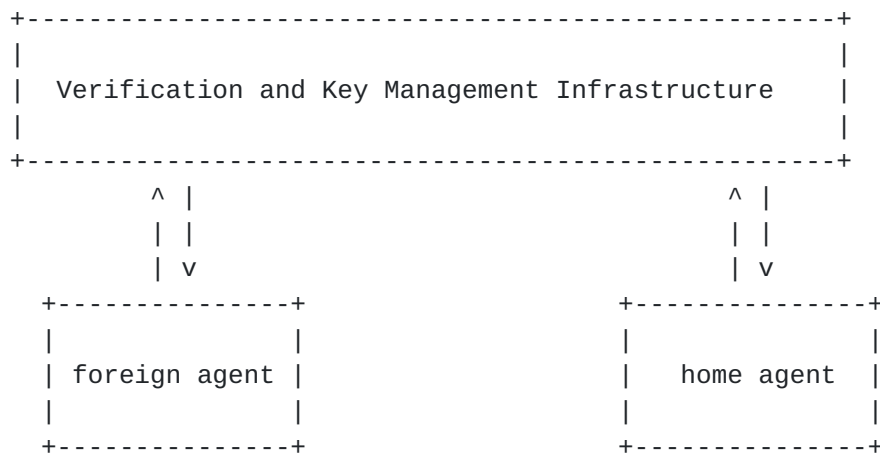 Verification and Key Management Infrastructure
foreign agent
home agent